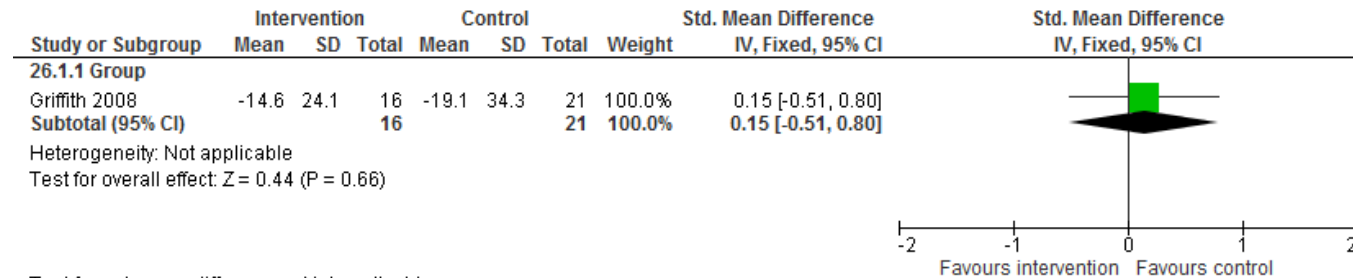 Intervention Control Std. Mean Difference Std. Mean Difference
Study or Subgroup Mean SD Total Mean SD Total Weight IV, Fixed, 95% CI IV, Fixed, 95% CI
26.1.1 Group
Griffith 2008 -14.6 24.1 16 -19.1 34.3 21 100.0% 0.15 [-0.51, 0.80]
Subtotal (95% CI) 16 21 100.0% 0.15 [-0.51, 0.80]
Heterogeneity: Not applicable
Test for overall effect: Z = 0.44 (P = 0.66)
-2 -1 0 1 2
Favours intervention Favours control